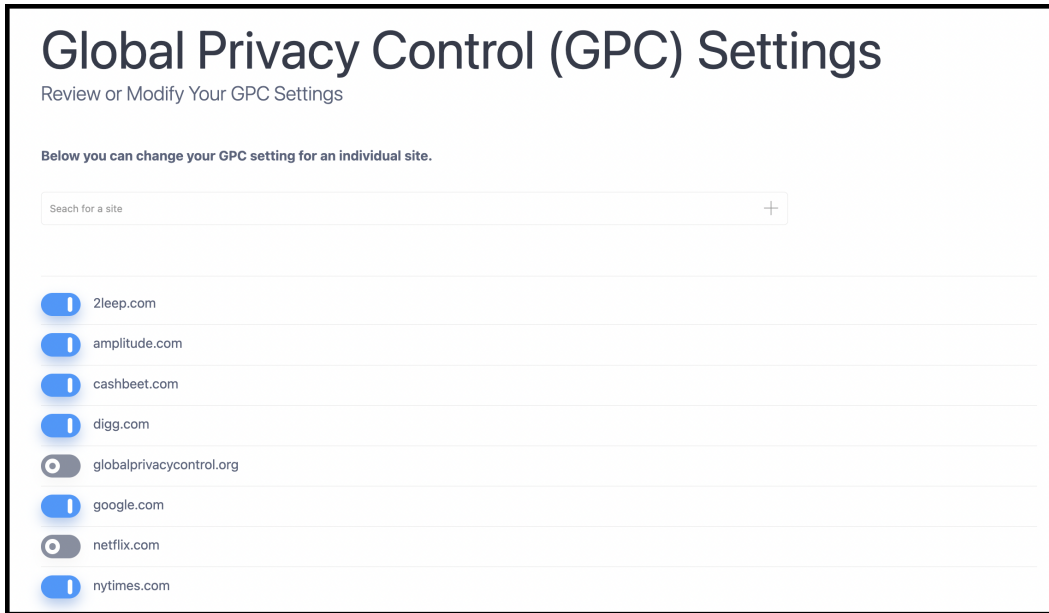 Global Privacy Control (GPC) Settings
Review or Modify Your GPC Settings
Below you can change your GPC setting for an individual site.
Seach for a site
2leep.com
amplitude.com
cashbeet.com
digg.com
globalprivacycontrol.org
google.com
netflix.com
nytimes.com